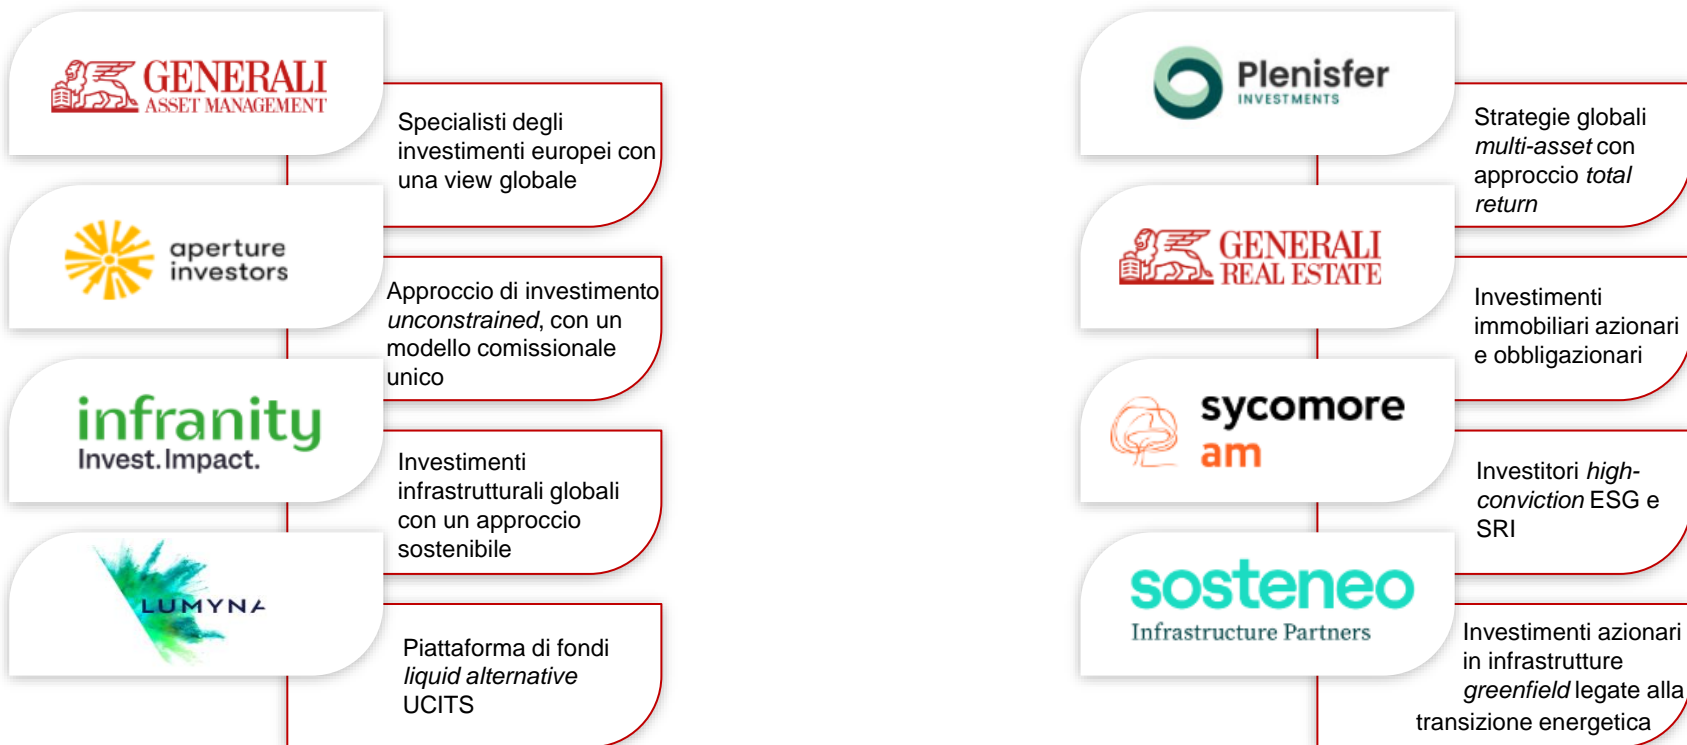 GENERALI
ASSET MANAGEMENT
Specialisti degli
investimenti europei con
una view globale
aperture
investors
Approccio di investimento
unconstrained, con un
modello comissionale
unico
infranity
Invest. Impact.
Investimenti
infrastrutturali globali
con un approccio
sostenibile
LUMYNA
Piattaforma di fondi
liquid alternative
UCITS
Plenisfer
INVESTMENTS
Strategie globali
multi-asset con
approccio total
return
GENERALI
REAL ESTATE
Investimenti
immobiliari azionari
e obbligazionari
sycomore
am
Investitori high-
conviction ESG e
SRI
sosteneo
Infrastructure Partners
Investimenti azionari
in infrastrutture
greenfield legate alla
transizione energetica